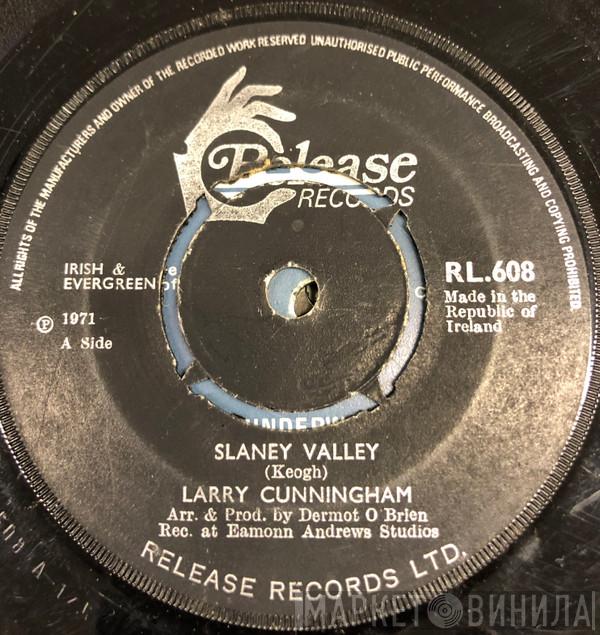 ALL RIGHTS OF THE MANUFACTURERS AND OWNER OF THE RECORDED WORK RESERVED UNAUTHORISED PUBLIC PERFORMANCE BROADCASTING AND COPYING PROHIBITED.
Release
RECORDS
IRISH &
EVERGREEN
℗ 1971
A Side
RL.608
Made in the
Republic of
Ireland
SLANEY VALLEY
(Keogh)
LARRY CUNNINGHAM
Arr. & Prod. by Dermot O'Brien
Rec. at Eamonn Andrews Studios
RELEASE RECORDS LTD.
МАРКЕТ ВИНИЛА